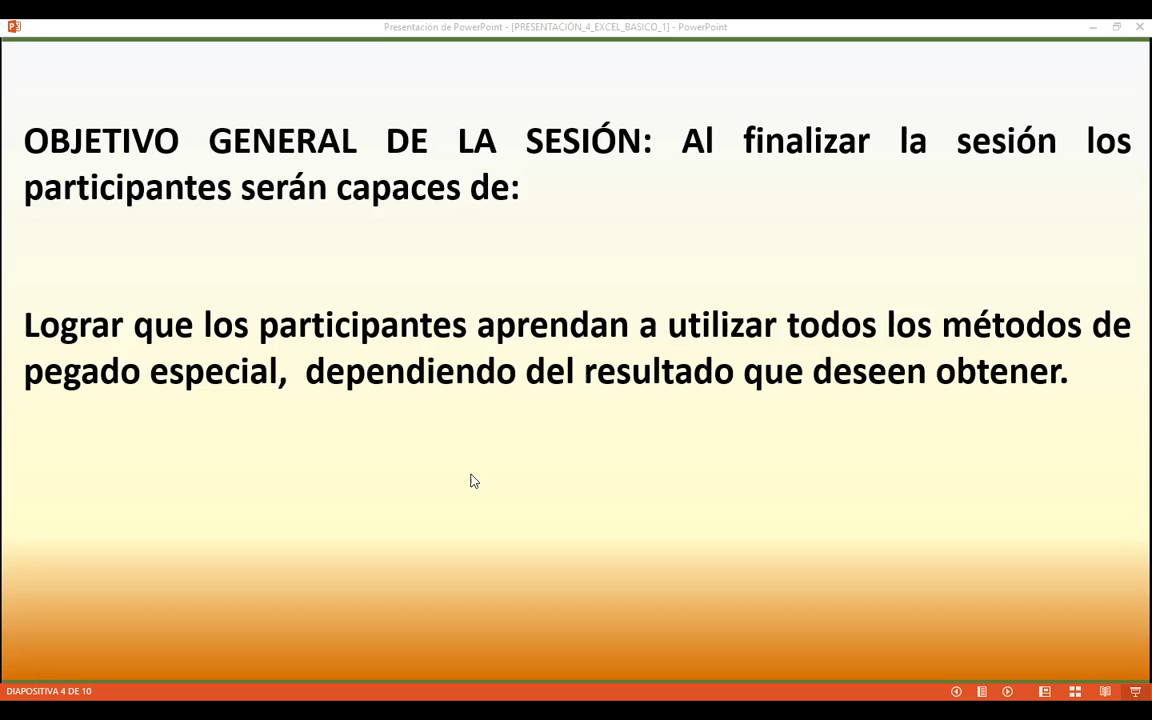 Presentación de PowerPoint - [PRESENTACIÓN_4_EXCEL_BASICO_1] - PowerPoint
OBJETIVO GENERAL DE LA SESIÓN: Al finalizar la sesión los
participantes serán capaces de:
Lograr que los participantes aprendan a utilizar todos los métodos de
pegado especial,  dependiendo del resultado que deseen obtener.
DIAPOSITIVA 4 DE 10